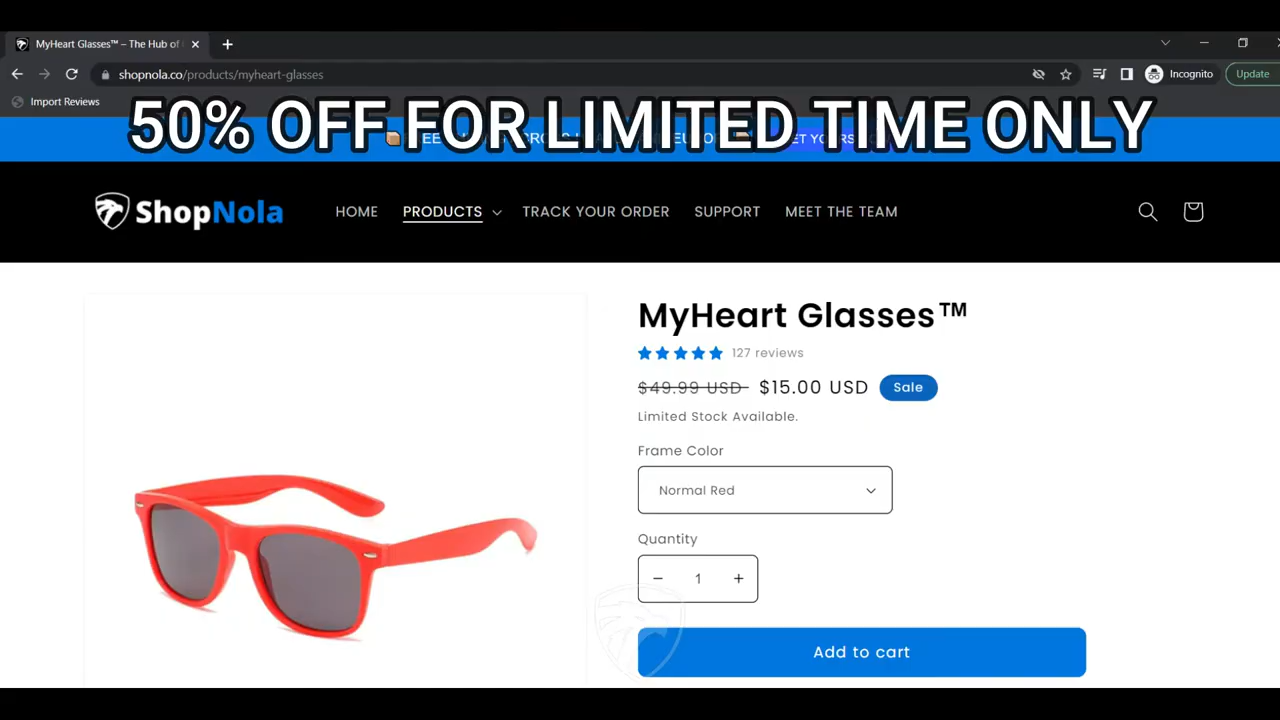 MyHeart Glasses™ – The Hub of
shopnola.co/products/myheart-glasses
Incognito
Update
Import Reviews
50% OFF FOR LIMITED TIME ONLY
ShopNola
HOME
PRODUCTS
TRACK YOUR ORDER
SUPPORT
MEET THE TEAM
MyHeart Glasses™
127 reviews
$49.99 USD $15.00 USD Sale
Limited Stock Available.
Frame Color
Normal Red
Quantity
− 1 +
Add to cart